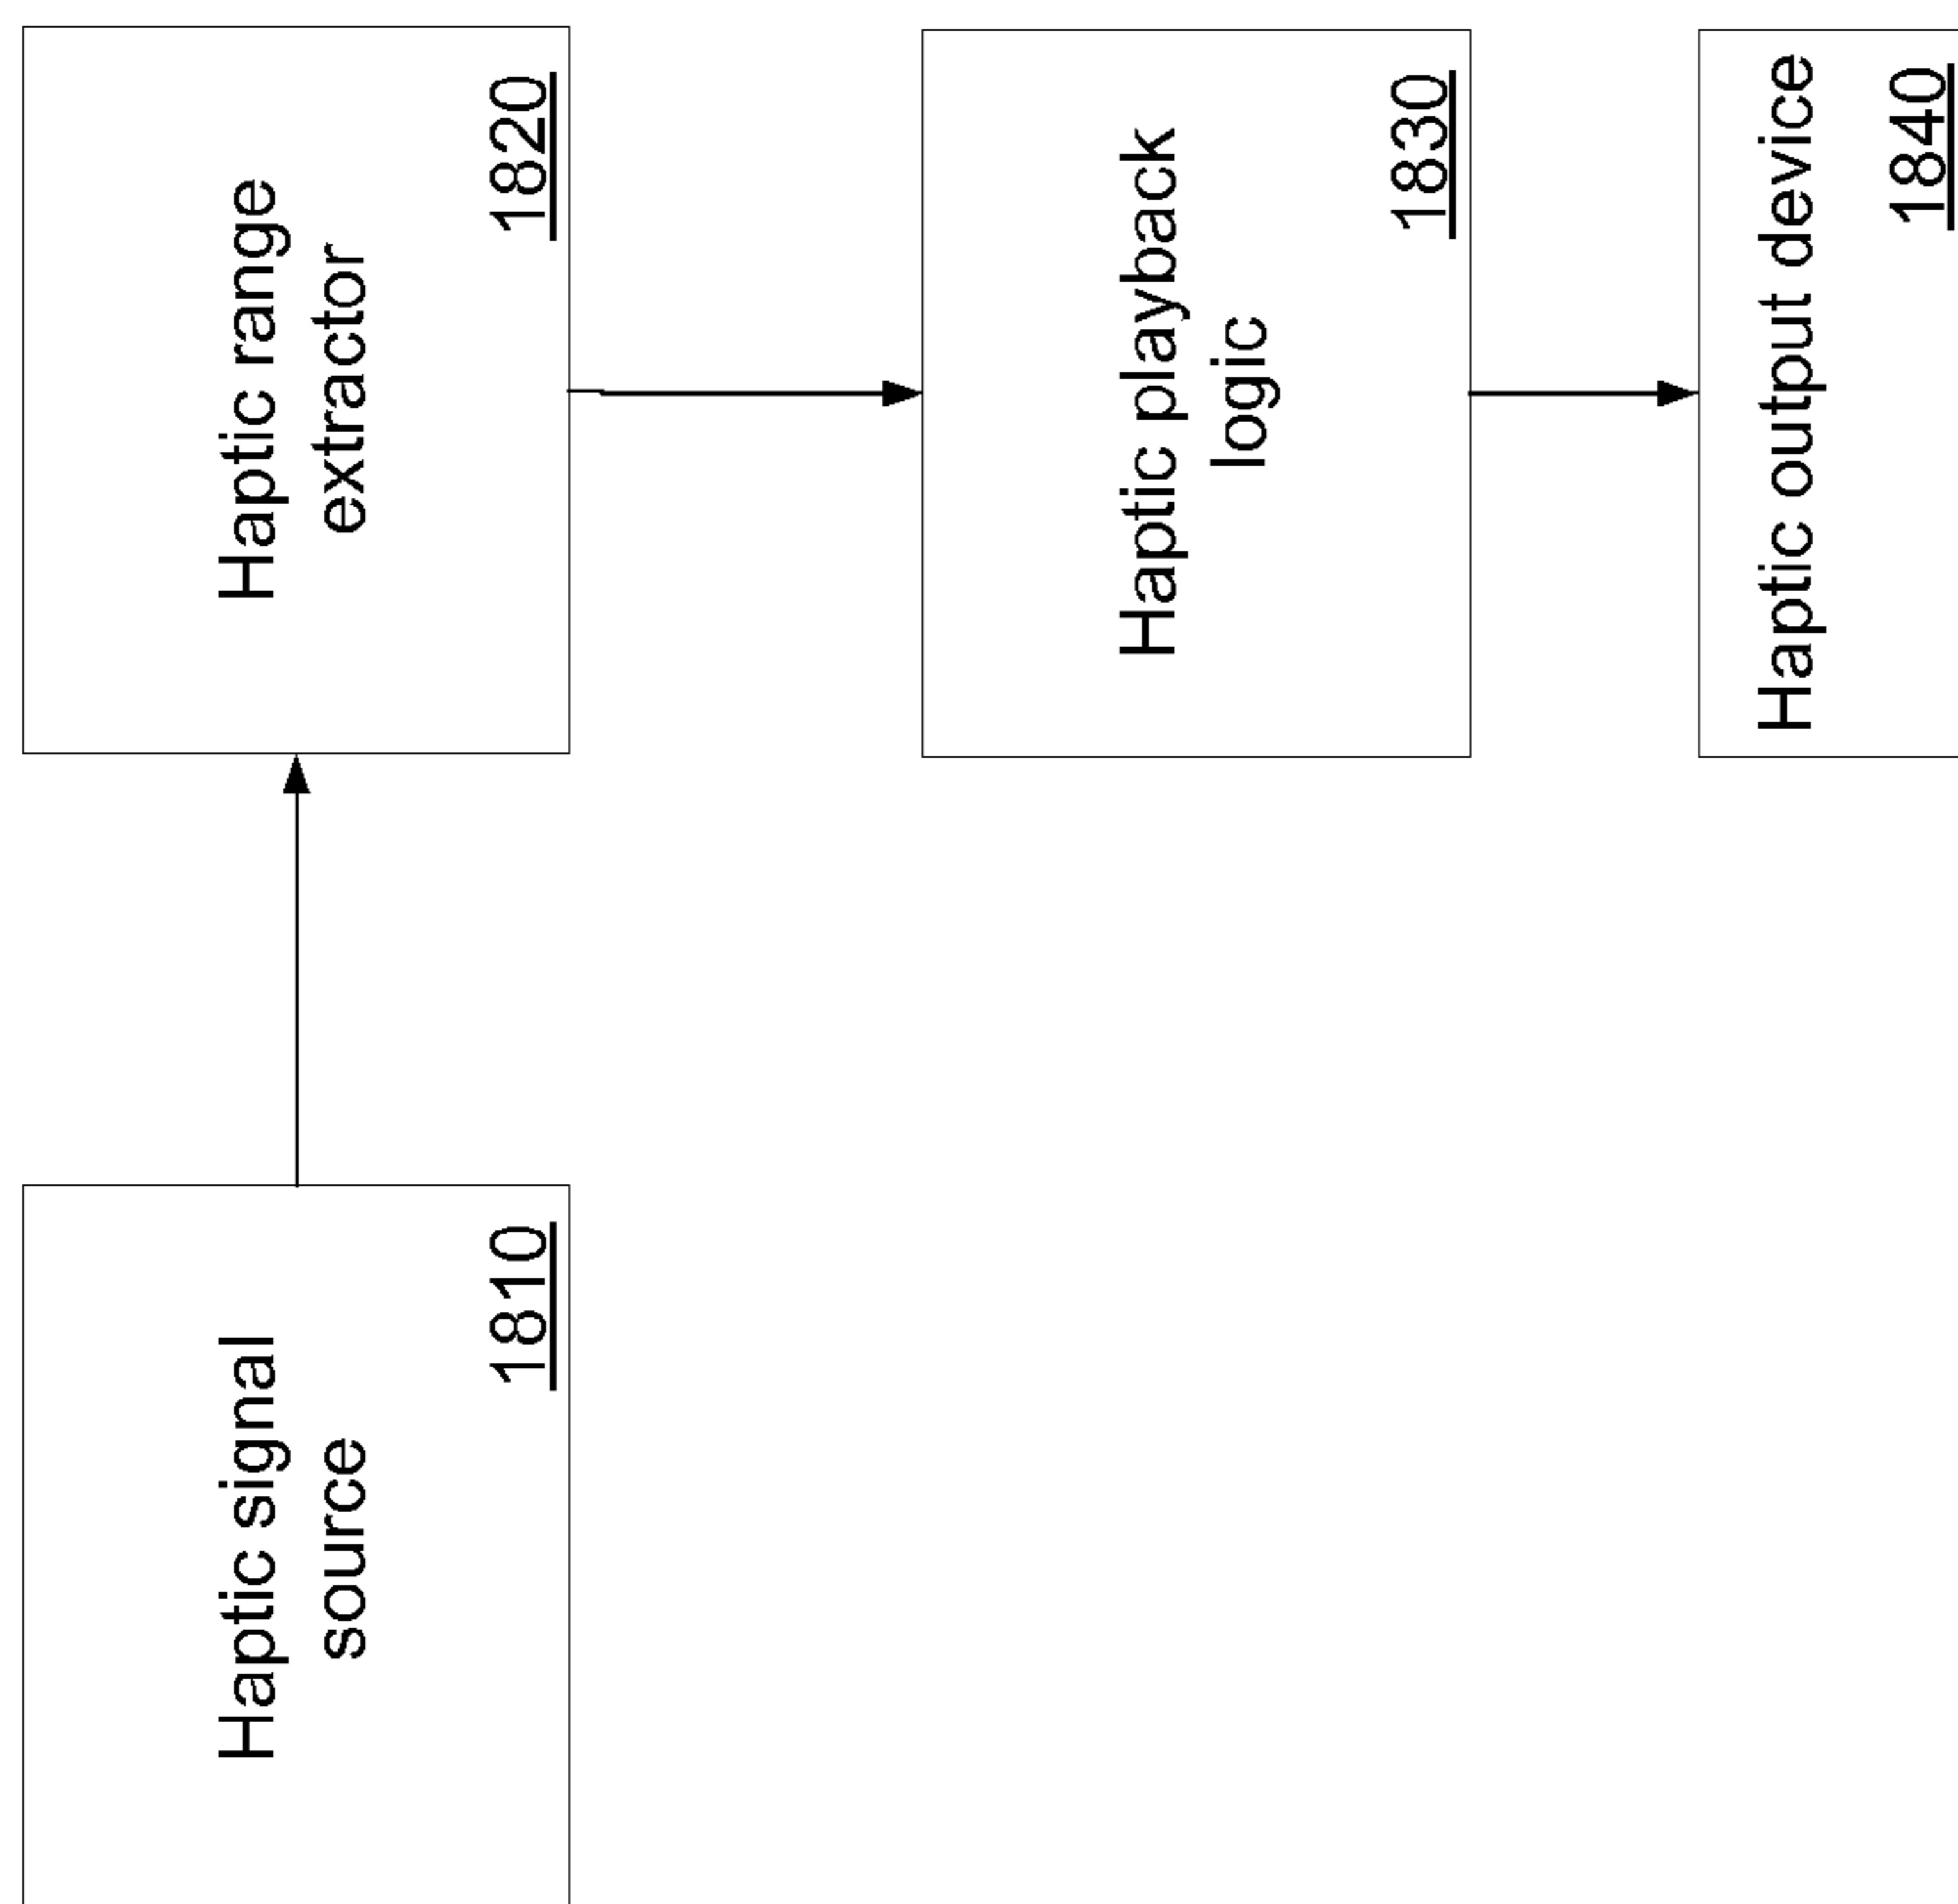 Haptic signal
source
1810
Haptic range
extractor
1820
Haptic playback
logic
1830
Haptic output device
1840